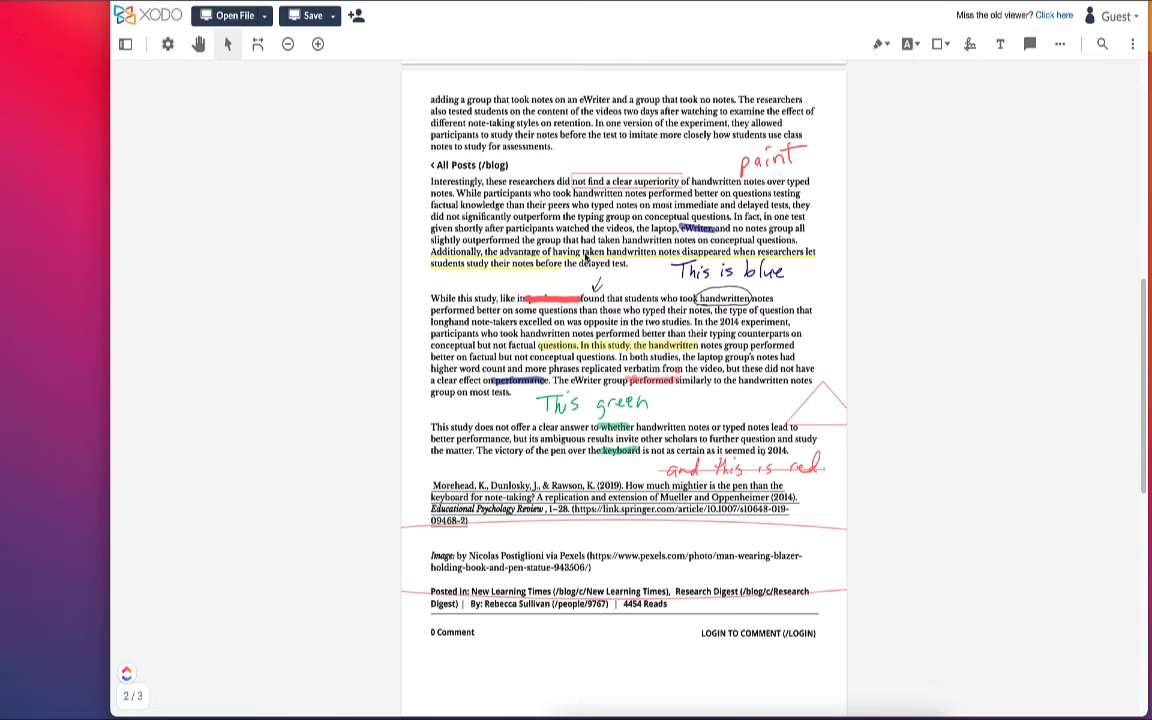 XODO Open File Save Miss the old viewer? Click here Guest
adding a group that took notes on an eWriter and a group that took no notes. The researchers
also tested students on the content of the videos two days after watching to examine the effect of
different note-taking styles on retention. In one version of the experiment, they allowed
participants to study their notes before the test to imitate more closely how students use class
notes to study for assessments.
paint
< All Posts (/blog)
Interestingly, these researchers did not find a clear superiority of handwritten notes over typed
notes. While participants who took handwritten notes performed better on questions testing
factual knowledge than their peers who typed notes on most immediate and delayed tests, they
did not significantly outperform the typing group on conceptual questions. In fact, in one test
given shortly after participants watched the videos, the laptop, eWriter, and no notes group all
slightly outperformed the group that had taken handwritten notes on conceptual questions.
Additionally, the advantage of having taken handwritten notes disappeared when researchers let
students study their notes before the delayed test.
This is blue
While this study, like its found that students who took handwritten notes
performed better on some questions than those who typed their notes, the type of question that
longhand note-takers excelled on was opposite in the two studies. In the 2014 experiment,
participants who took handwritten notes performed better than their typing counterparts on
conceptual but not factual questions. In this study, the handwritten notes group performed
better on factual but not conceptual questions. In both studies, the laptop group's notes had
higher word count and more phrases replicated verbatim from the video, but these did not have
a clear effect on performance. The eWriter group performed similarly to the handwritten notes
group on most tests.
This green
This study does not offer a clear answer to whether handwritten notes or typed notes lead to
better performance, but its ambiguous results invite other scholars to further question and study
the matter. The victory of the pen over the keyboard is not as certain as it seemed in 2014.
and this is red.
Morehead, K., Dunlosky, J., & Rawson, K. (2019). How much mightier is the pen than the
keyboard for note-taking? A replication and extension of Mueller and Oppenheimer (2014).
Educational Psychology Review , 1–28. (https://link.springer.com/article/10.1007/s10648-019-
09468-2)
Image: by Nicolas Postiglioni via Pexels (https://www.pexels.com/photo/man-wearing-blazer-
holding-book-and-pen-statue-943506/)
Posted in: New Learning Times (/blog/c/New Learning Times), Research Digest (/blog/c/Research
Digest) | By: Rebecca Sullivan (/people/9767) | 4454 Reads
0 Comment LOGIN TO COMMENT (/LOGIN)
2 / 3